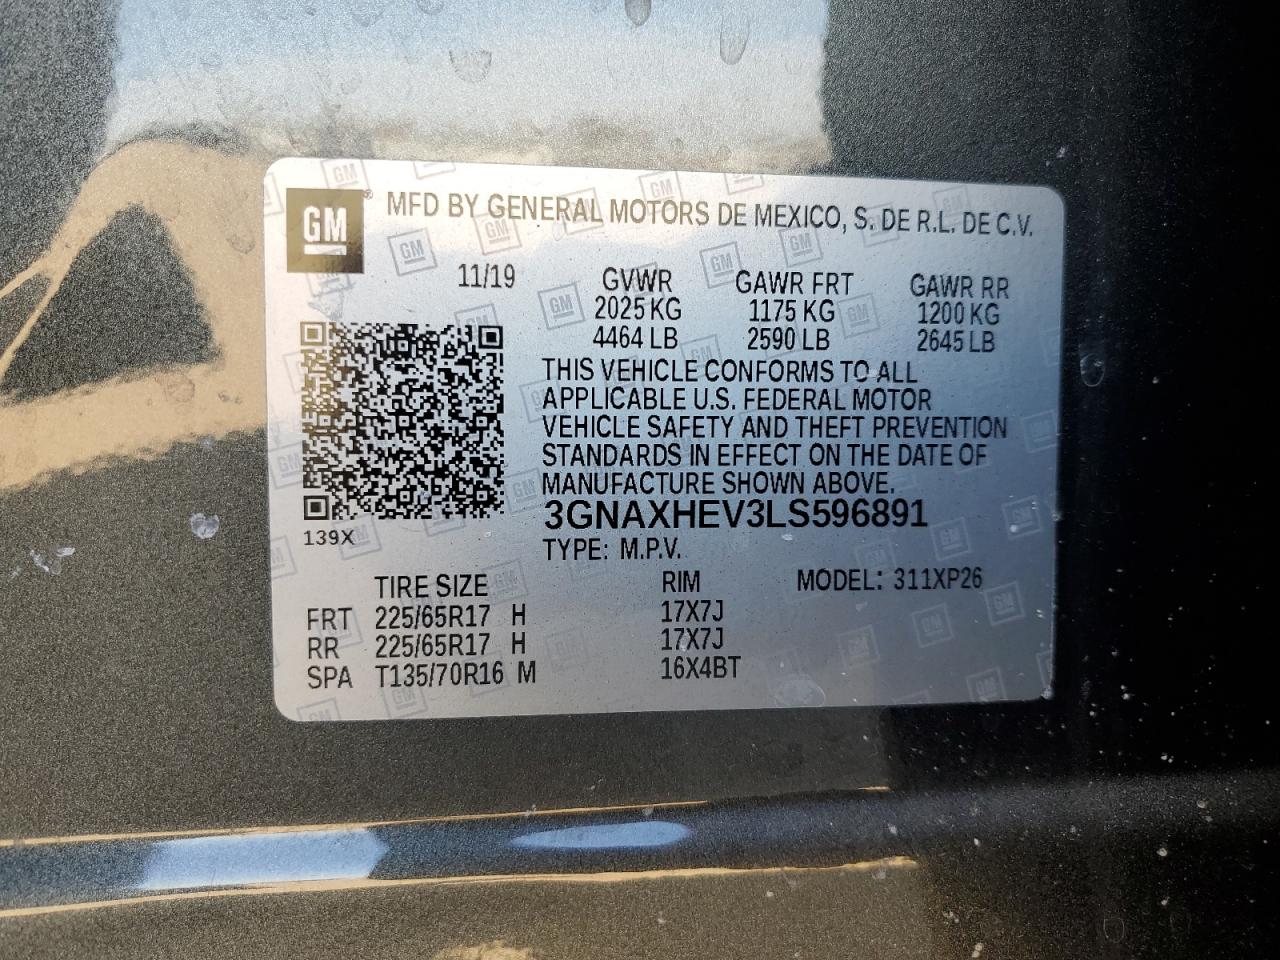 GM
MFD BY GENERAL MOTORS DE MEXICO, S. DE R.L. DE C.V.
11/19 GVWR GAWR FRT GAWR RR
2025 KG 1175 KG 1200 KG
4464 LB 2590 LB 2645 LB
THIS VEHICLE CONFORMS TO ALL
APPLICABLE U.S. FEDERAL MOTOR
VEHICLE SAFETY AND THEFT PREVENTION
STANDARDS IN EFFECT ON THE DATE OF
MANUFACTURE SHOWN ABOVE.
3GNAXHEV3LS596891
139X
TYPE: M.P.V.
TIRE SIZE RIM MODEL: 311XP26
FRT 225/65R17 H 17X7J
RR 225/65R17 H 17X7J
SPA T135/70R16 M 16X4BT